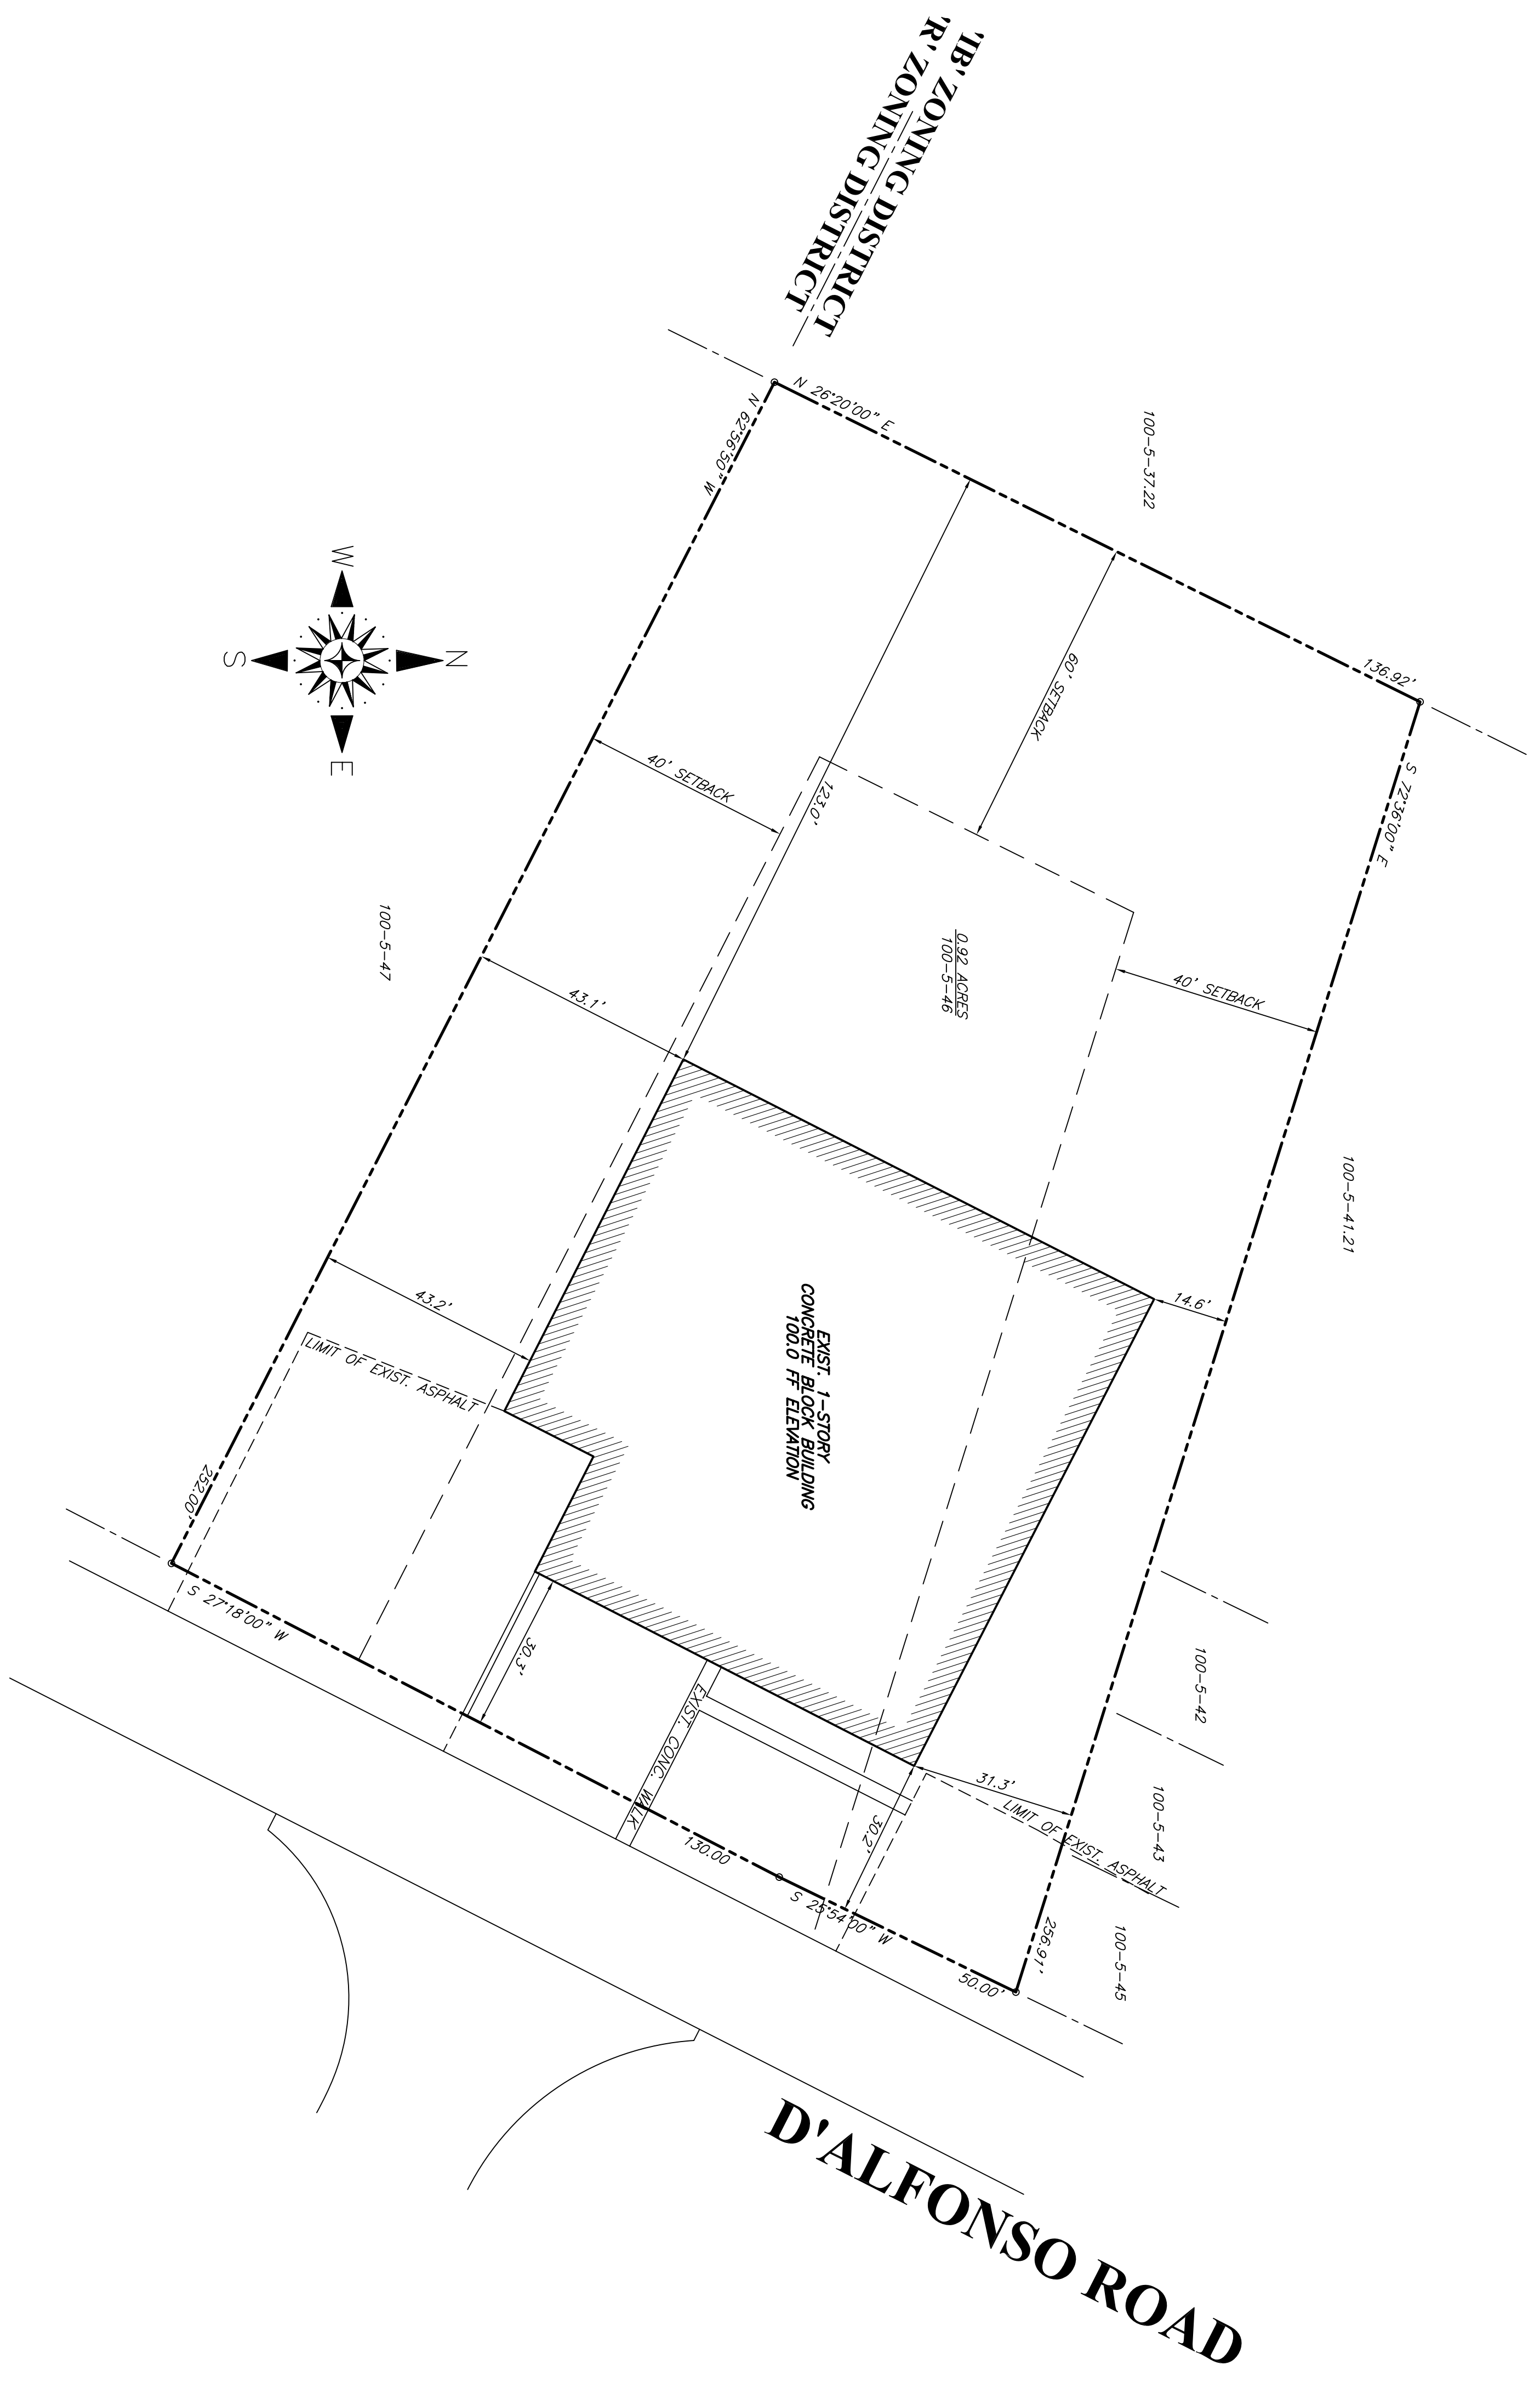 'IB' ZONING DISTRICT
'R' ZONING DISTRICT
N 26°20'00" E
136.92'
100-5-37.22
N 62°56'50" W
252.00'
S 72°36'00" E
256.91'
60' SETBACK
40' SETBACK
40' SETBACK
123.0'
W
N
S
E
0.92 ACRES
100-5-46
100-5-47
100-5-41.21
43.1'
43.2'
14.6'
EXIST. 1-STORY
CONCRETE BLOCK BUILDING
100.0 FF ELEVATION
LIMIT OF EXIST. ASPHALT
S 27°18'00" W
130.00
30.3'
EXIST. CONC. WALK
30.2'
31.3'
LIMIT OF EXIST. ASPHALT
S 25°54'00" W
50.00'
100-5-42
100-5-43
100-5-45
D'ALFONSO ROAD